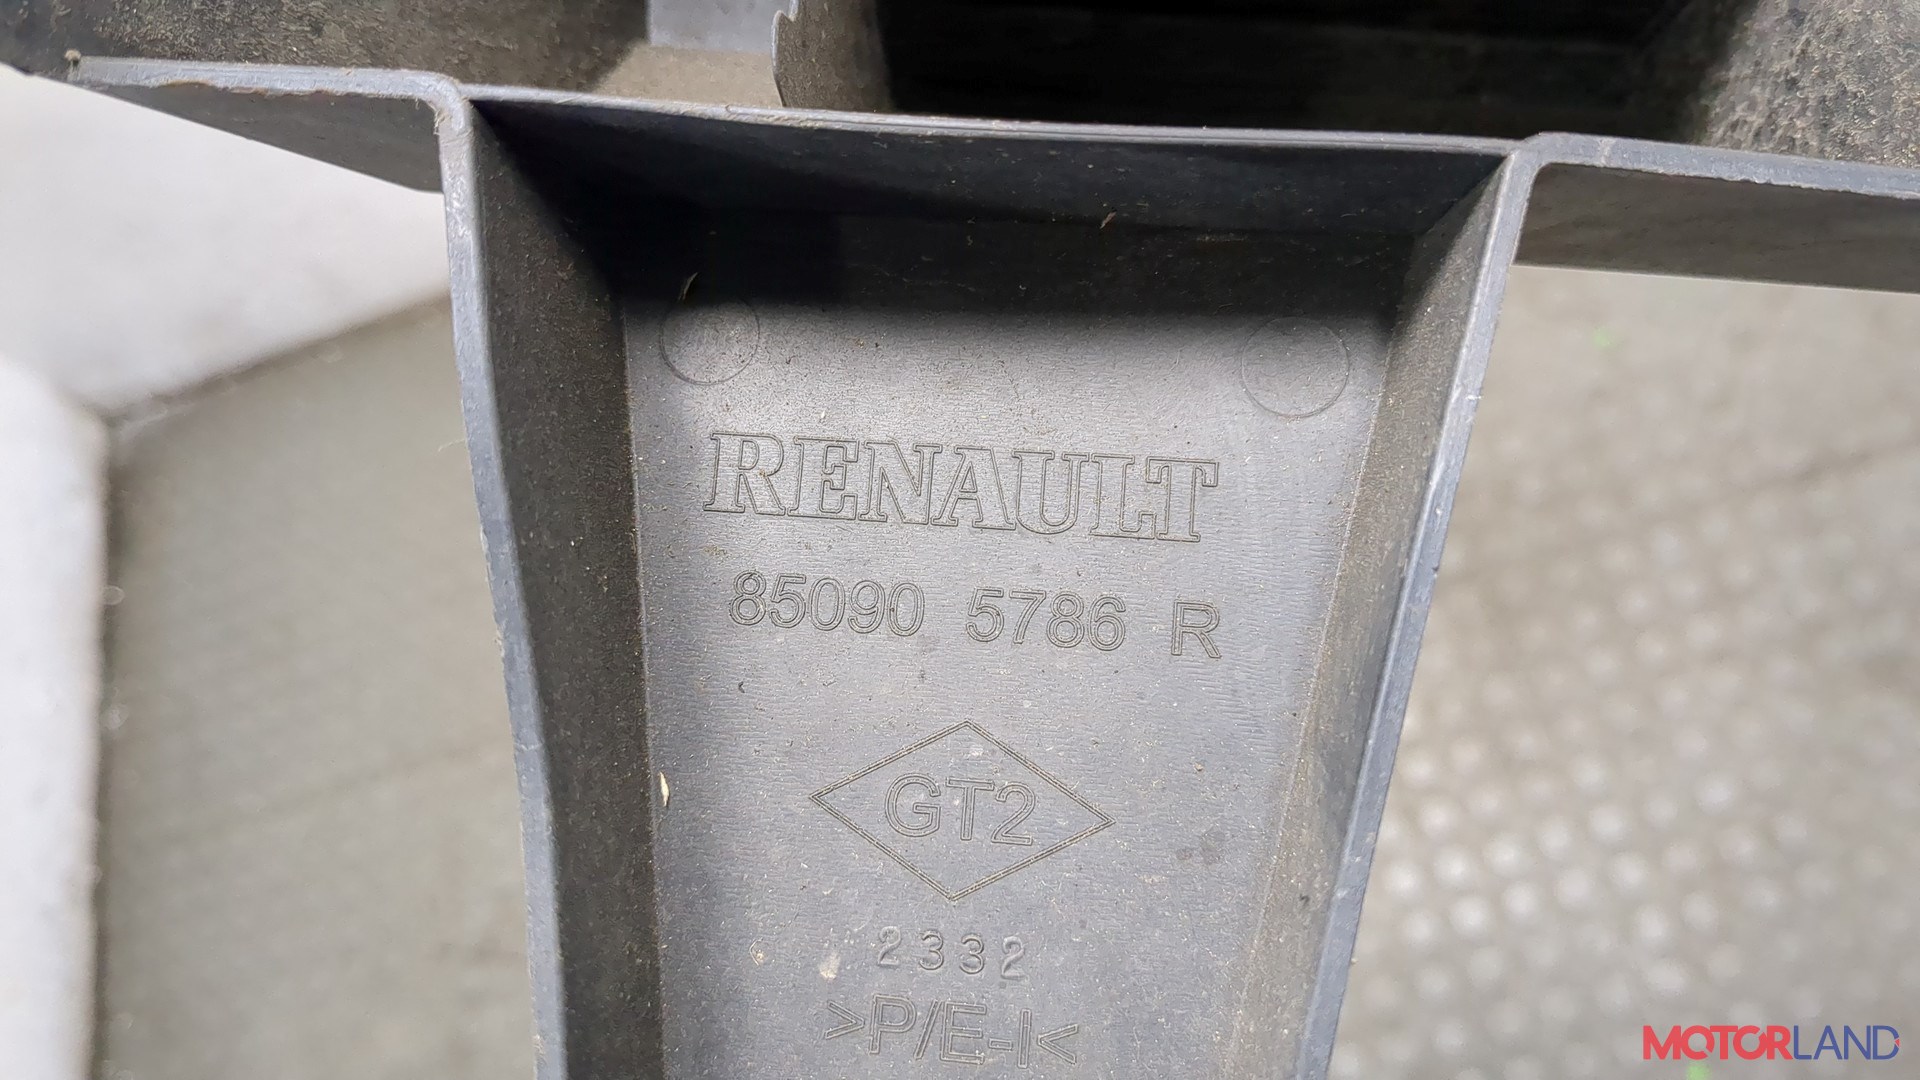 RENAULT
85090 5786 R
GT2
2332
>P/E-I<
MOTORLAND